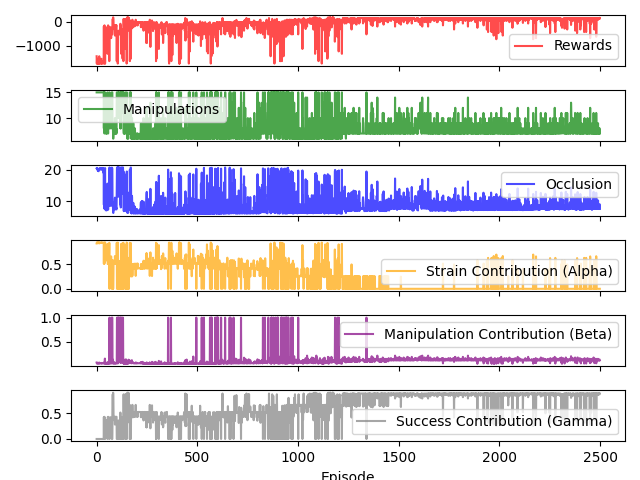 0
−1000
Rewards
15
10
Manipulations
20
10
Occlusion
0.5
0.0
Strain Contribution (Alpha)
1.0
0.5
Manipulation Contribution (Beta)
0.5
0.0
Success Contribution (Gamma)
0 500 1000 1500 2000 2500
Episode